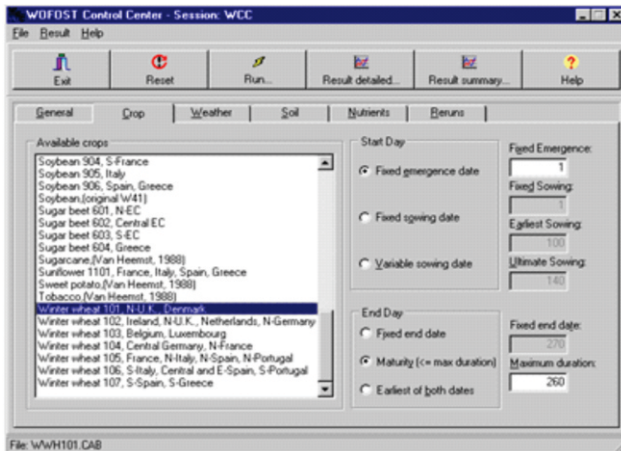 WOFOST Control Center - Session: WCC
File Result Help
Exit Reset Run... Result detailed... Result summary... Help
General Crop Weather Soil Nutrients Reruns
Available crops
Soybean 904, S-France
Soybean 905, Italy
Soybean 906, Spain, Greece
Soybean,(original W41)
Sugar beet 601, N-EC
Sugar beet 602, Central EC
Sugar beet 603, S-EC
Sugar beet 604, Greece
Sugarcane,(Van Heemst, 1988)
Sunflower 1101, France, Italy, Spain, Greece
Sweet potato,(Van Heemst, 1988)
Tobacco,(Van Heemst, 1988)
Winter wheat 101, N-U.K., Denmark
Winter wheat 102, Ireland, N-U.K., Netherlands, N-Germany
Winter wheat 103, Belgium, Luxembourg
Winter wheat 104, Central Germany, N-France
Winter wheat 105, France, N-Italy, N-Spain, N-Portugal
Winter wheat 106, S-Italy, Central and E-Spain, S-Portugal
Winter wheat 107, S-Spain, S-Greece
Start Day
Fixed emergence date
Fixed sowing date
Variable sowing date
Fixed Emergence:
1
Fixed Sowing:
1
Earliest Sowing:
100
Ultimate Sowing:
140
End Day
Fixed end date
Maturity (<= max duration)
Earliest of both dates
Fixed end date:
270
Maximum duration:
260
File: WWH101.CAB